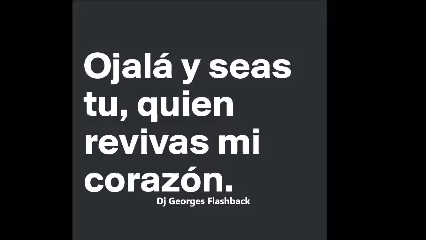 Ojalá y seas
tu, quien
revivas mi
corazón.
Dj Georges Flashback